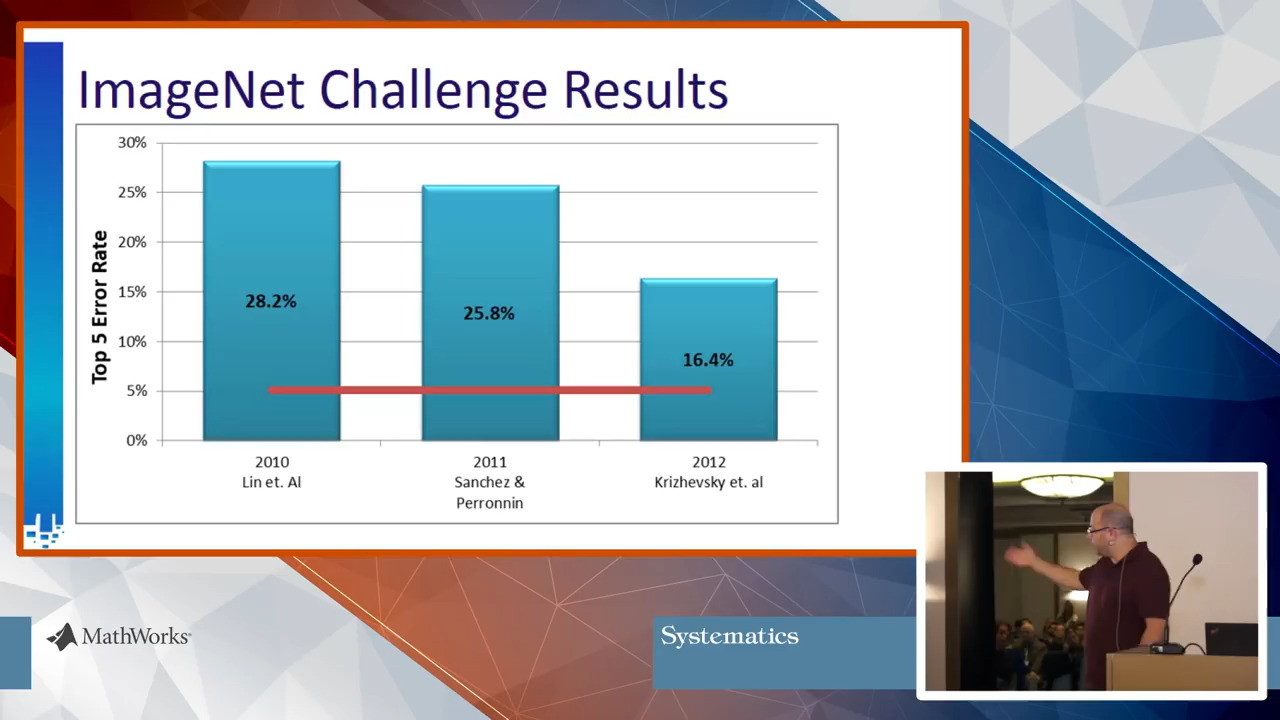 ImageNet Challenge Results
Top 5 Error Rate
30%
25%
20%
15%
10%
5%
0%
28.2%
25.8%
16.4%
2010
Lin et. Al
2011
Sanchez &
Perronnin
2012
Krizhevsky et. al
MathWorks®
Systematics